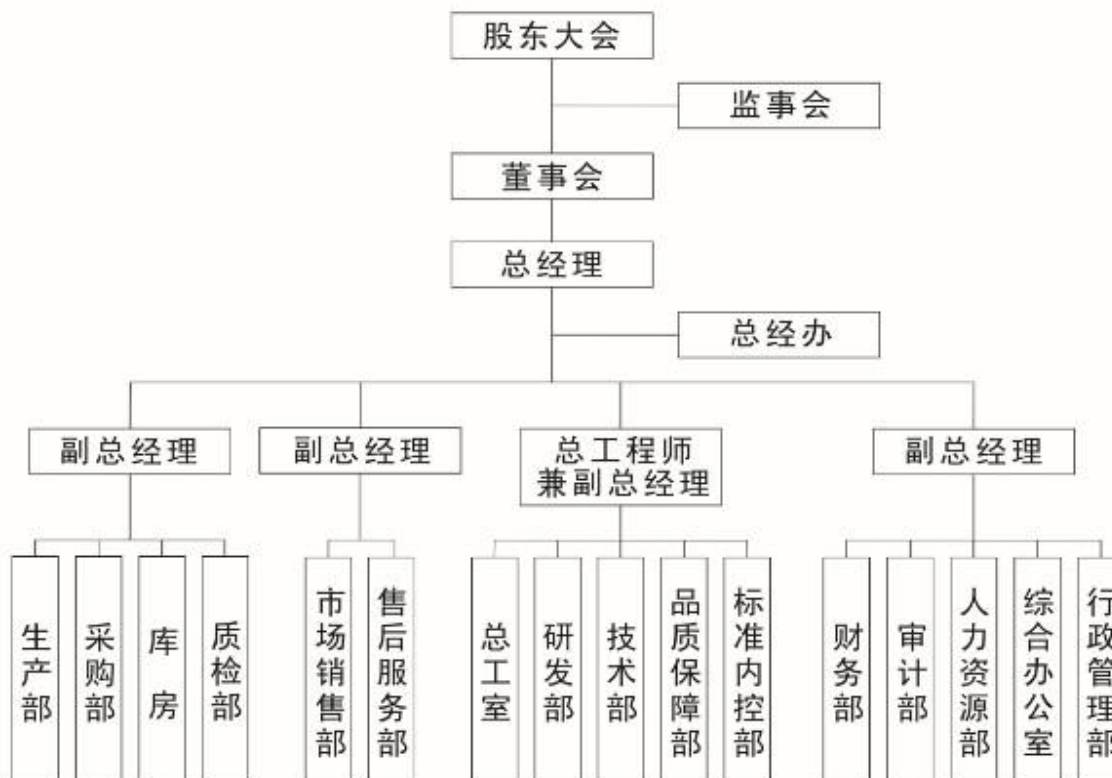 股东大会
监事会
董事会
总经理
总经办
副总经理
副总经理
总工程师
兼副总经理
副总经理
生产部
采购部
库房
质检部
市场销售部
售后服务部
总工室
研发部
技术部
品质保障部
标准内控部
财务部
审计部
人力资源部
综合办公室
行政管理部